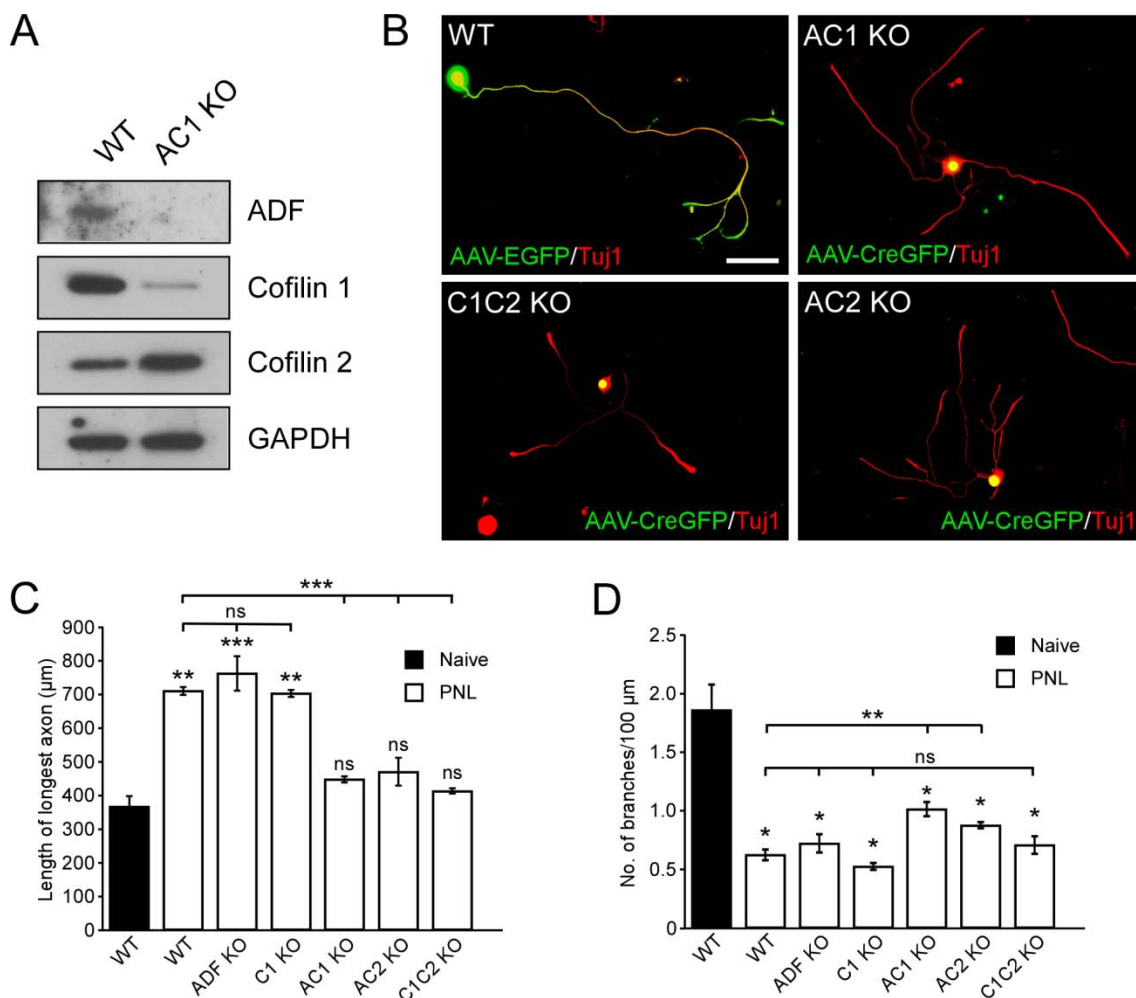 A
WT
AC1 KO
ADF
Cofilin 1
Cofilin 2
GAPDH
B
WT
AAV-EGFP/Tuj1
AC1 KO
AAV-CreGFP/Tuj1
C1C2 KO
AAV-CreGFP/Tuj1
AC2 KO
AAV-CreGFP/Tuj1
C
Length of longest axon (µm)
900
800
700
600
500
400
300
200
100
0
***
ns
** *** ** ns ns ns
Naive
PNL
WT WT ADF KO C1 KO AC1 KO AC2 KO C1C2 KO
D
No. of branches/100 µm
2.5
2.0
1.5
1.0
0.5
0
**
ns
* * * * * *
Naive
PNL
WT WT ADF KO C1 KO AC1 KO AC2 KO C1C2 KO